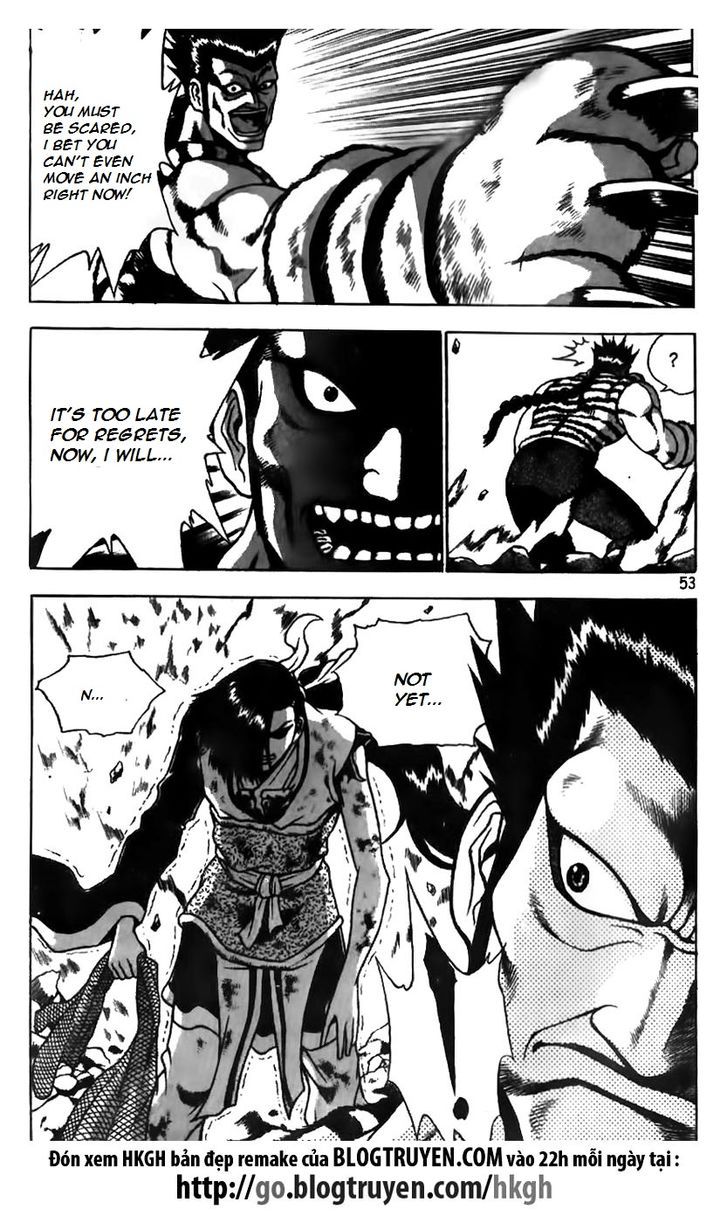 HAH,
YOU MUST
BE SCARED,
I BET YOU
CAN'T EVEN
MOVE AN INCH
RIGHT NOW!
IT'S TOO LATE
FOR REGRETS,
NOW, I WILL...
?
53
N...
NOT
YET...
Đón xem HKGH bản đẹp remake của BLOGTRUYEN.COM vào 22h mỗi ngày tại :
http://go.blogtruyen.com/hkgh